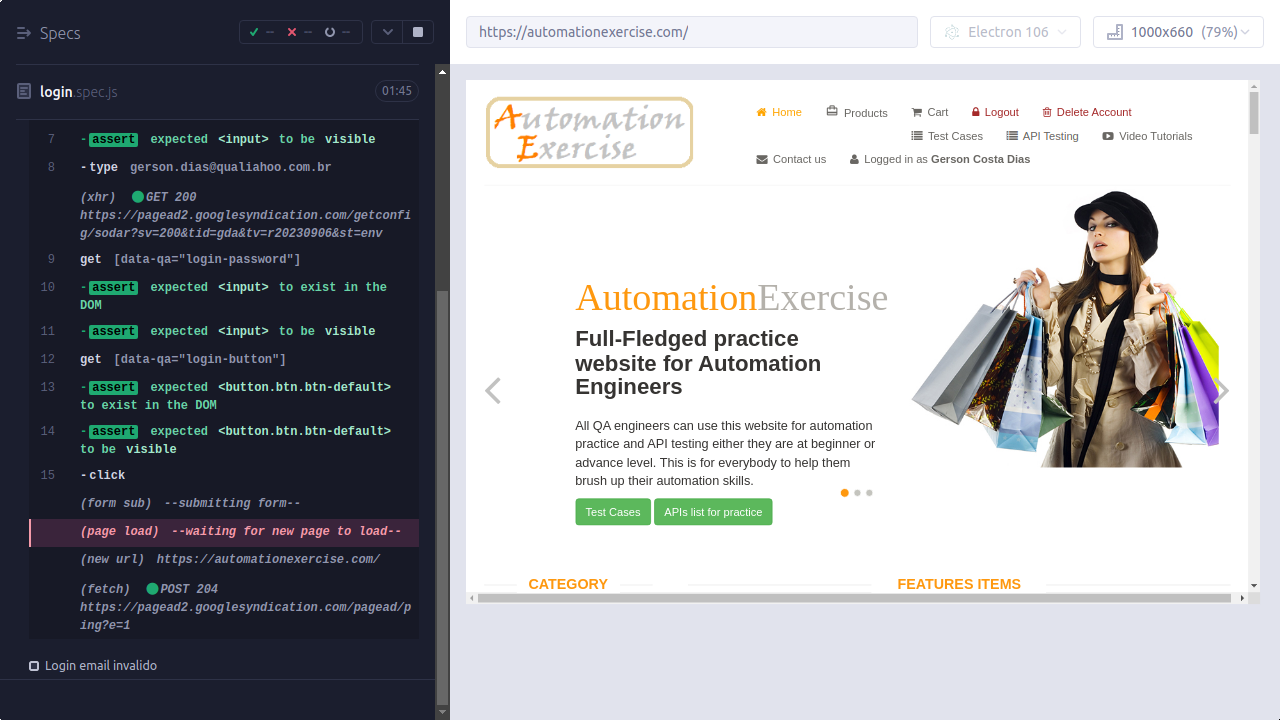 Specs
--
--
--
login.spec.js
01:45
7 -assert expected <input> to be visible
8 -type gerson.dias@qualiahoo.com.br
(xhr) GET 200
https://pagead2.googlesyndication.com/getconfi
g/sodar?sv=200&tid=gda&tv=r20230906&st=env
9 get [data-qa="login-password"]
10 -assert expected <input> to exist in the
DOM
11 -assert expected <input> to be visible
12 get [data-qa="login-button"]
13 -assert expected <button.btn.btn-default>
to exist in the DOM
14 -assert expected <button.btn.btn-default>
to be visible
15 -click
(form sub) --submitting form--
(page load) --waiting for new page to load--
(new url) https://automationexercise.com/
(fetch) POST 204
https://pagead2.googlesyndication.com/pagead/p
ing?e=1
Login email invalido
https://automationexercise.com/
Electron 106
1000x660 (79%)
Automation
Exercise
Home Products Cart Logout Delete Account
Test Cases API Testing Video Tutorials
Contact us Logged in as Gerson Costa Dias
AutomationExercise
Full-Fledged practice
website for Automation
Engineers
All QA engineers can use this website for automation
practice and API testing either they are at beginner or
advance level. This is for everybody to help them
brush up their automation skills.
Test Cases APIs list for practice
CATEGORY
FEATURES ITEMS